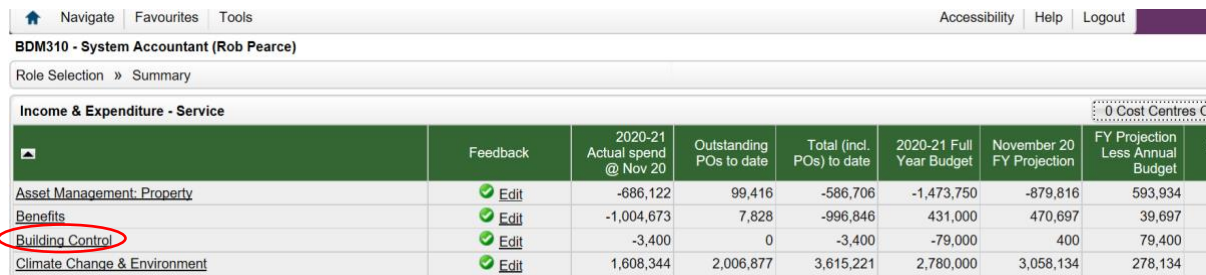 Navigate Favourites Tools Accessibility Help Logout
BDM310 - System Accountant (Rob Pearce)
Role Selection » Summary
Income & Expenditure - Service 0 Cost Centres
Feedback 2020-21 Actual spend @ Nov 20 Outstanding POs to date Total (incl. POs) to date 2020-21 Full Year Budget November 20 FY Projection FY Projection Less Annual Budget
Asset Management: Property Edit -686,122 99,416 -586,706 -1,473,750 -879,816 593,934
Benefits Edit -1,004,673 7,828 -996,846 431,000 470,697 39,697
Building Control Edit -3,400 0 -3,400 -79,000 400 79,400
Climate Change & Environment Edit 1,608,344 2,006,877 3,615,221 2,780,000 3,058,134 278,134